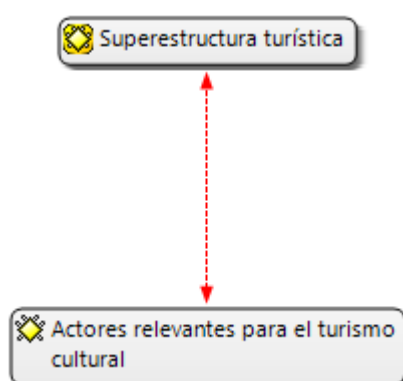 Superestructura turística
Actores relevantes para el turismo
cultural